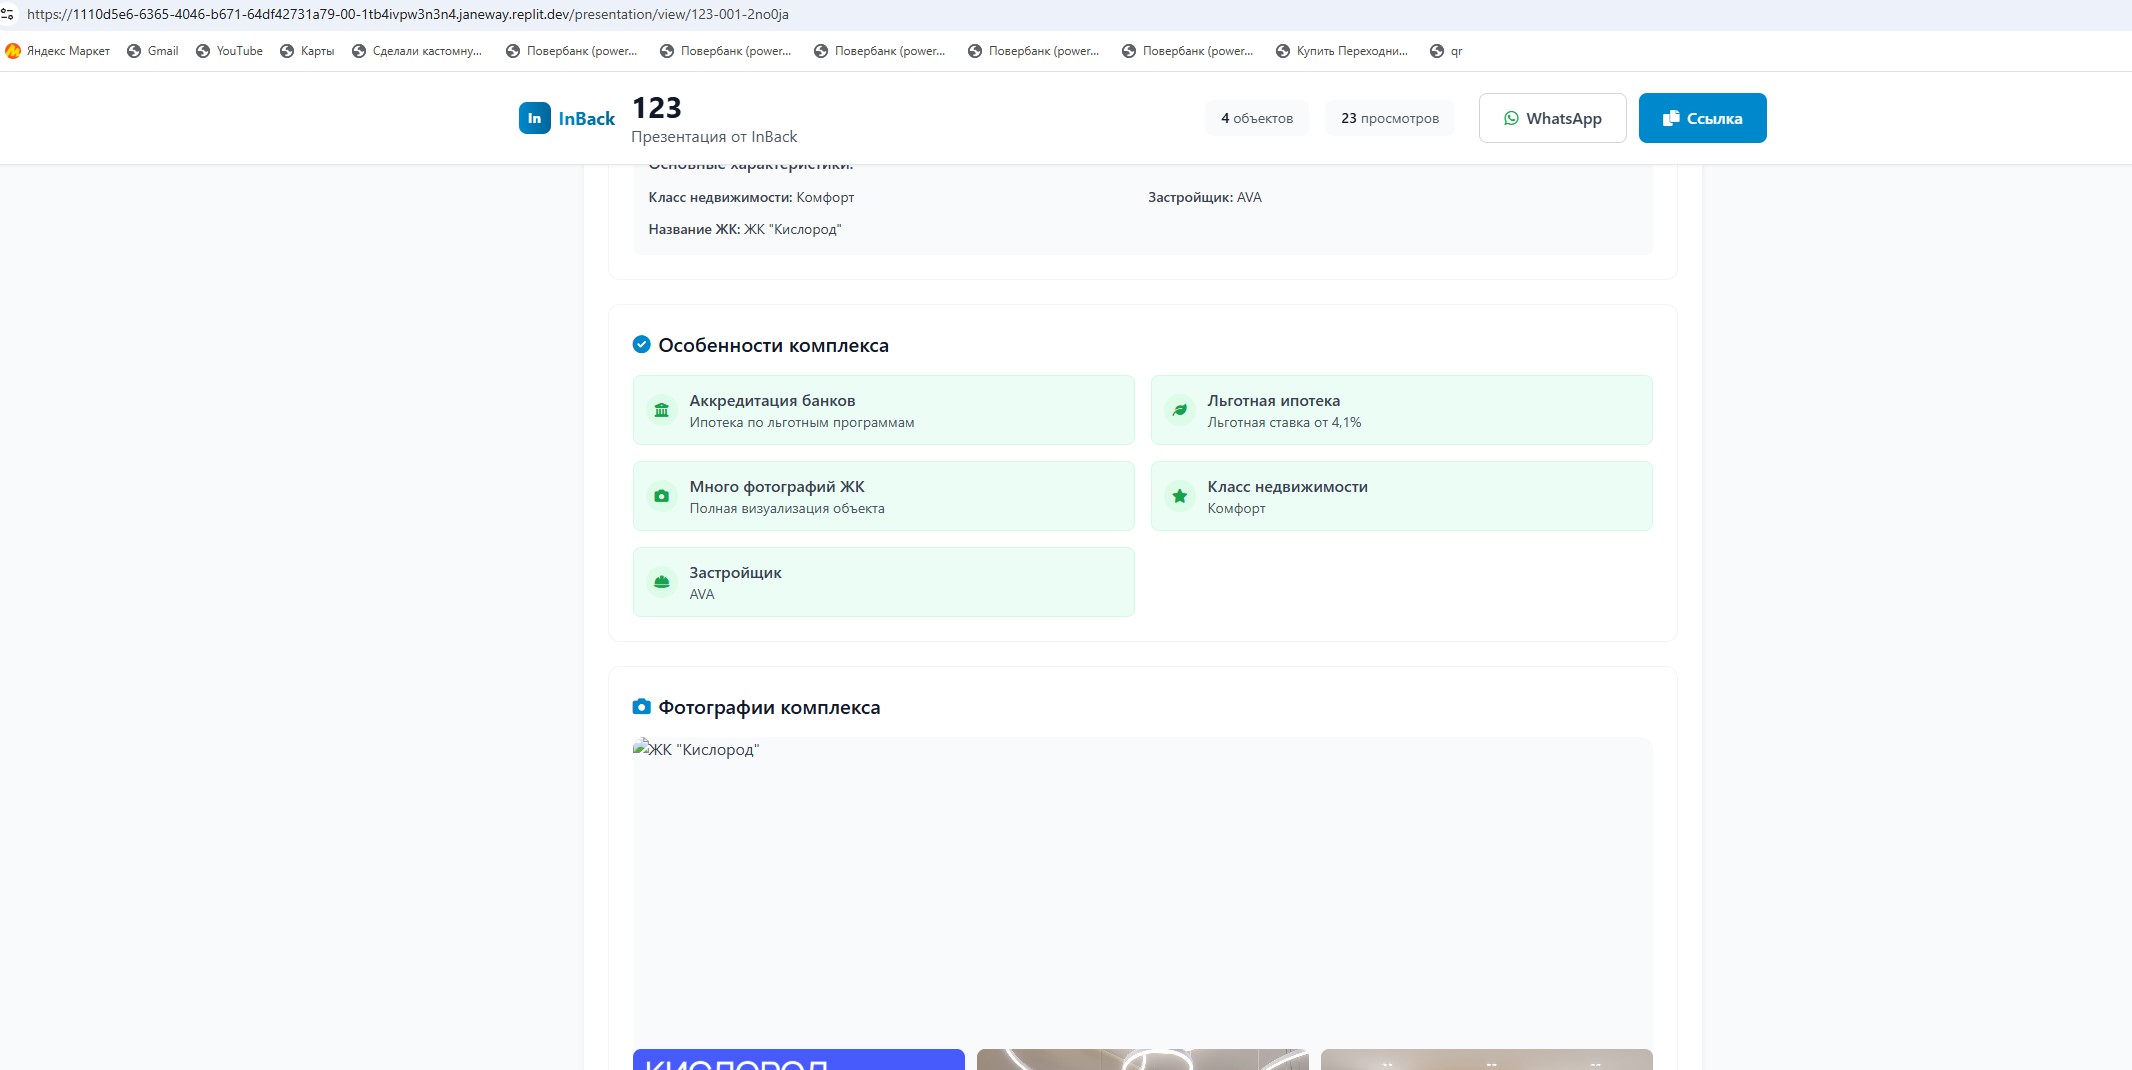 https://1110d5e6-6365-4046-b671-64df42731a79-00-1tb4ivpw3n3n4.janeway.replit.dev/presentation/view/123-001-2no0ja
Яндекс Маркет Gmail YouTube Карты Сделали кастомну... Повербанк (power... Повербанк (power... Повербанк (power... Повербанк (power... Повербанк (power... Купить Переходни... qr
In InBack 123
Презентация от InBack
4 объектов 23 просмотров WhatsApp Ссылка
Основные характеристики:
Класс недвижимости: Комфорт Застройщик: AVA
Название ЖК: ЖК "Кислород"
Особенности комплекса
Аккредитация банков
Ипотека по льготным программам
Льготная ипотека
Льготная ставка от 4,1%
Много фотографий ЖК
Полная визуализация объекта
Класс недвижимости
Комфорт
Застройщик
AVA
Фотографии комплекса
ЖК "Кислород"
КИСЛОРОД